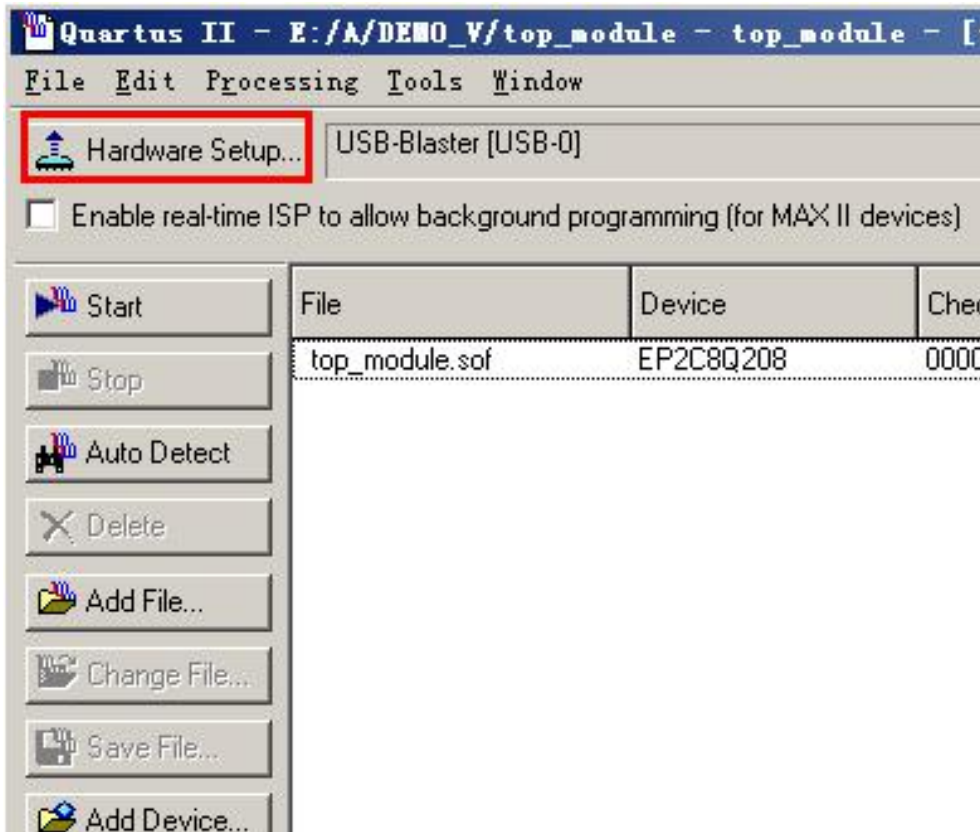 Quartus II - E:/A/DEMO_V/top_module - top_module - [
File Edit Processing Tools Window
Hardware Setup... USB-Blaster [USB-0]
Enable real-time ISP to allow background programming (for MAX II devices)
Start
File Device
top_module.sof EP2C8Q208 0000
Stop
Auto Detect
Delete
Add File...
Change File...
Save File...
Add Device...